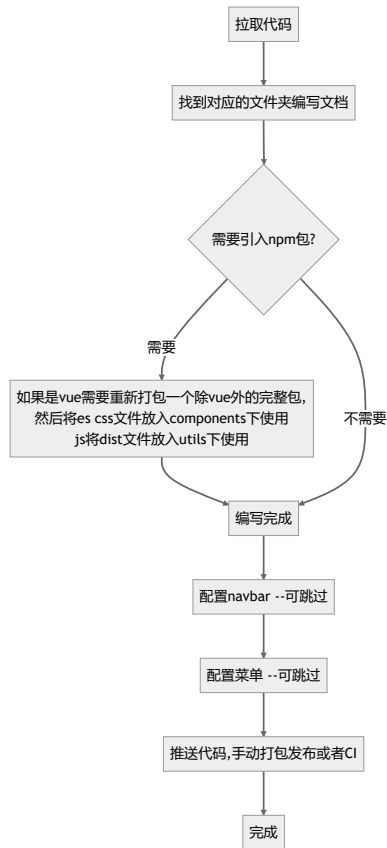 拉取代码
找到对应的文件夹编写文档
需要引入npm包?
需要
如果是vue需要重新打包一个除vue外的完整包,
然后将es css文件放入components下使用
js将dist文件放入utils下使用
不需要
编写完成
配置navbar --可跳过
配置菜单 --可跳过
推送代码,手动打包发布或者CI
完成